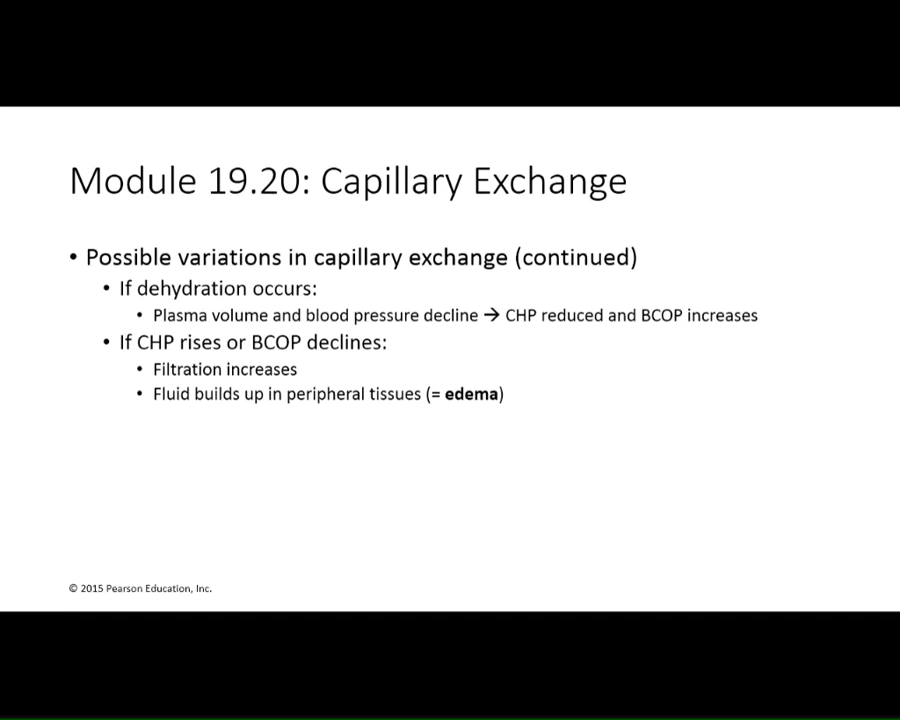 Module 19.20: Capillary Exchange
• Possible variations in capillary exchange (continued)
• If dehydration occurs:
• Plasma volume and blood pressure decline → CHP reduced and BCOP increases
• If CHP rises or BCOP declines:
• Filtration increases
• Fluid builds up in peripheral tissues (= edema)
© 2015 Pearson Education, Inc.